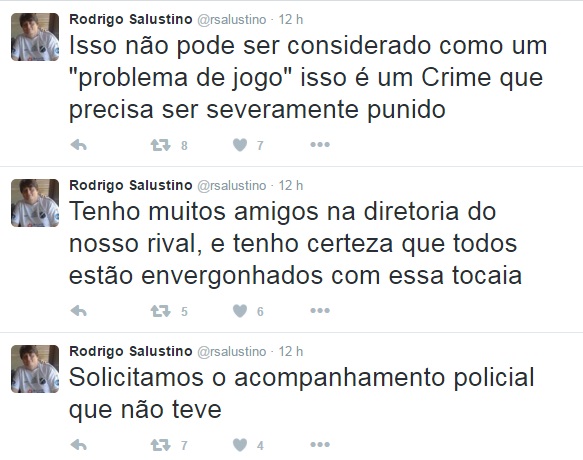 Rodrigo Salustino @rsalustino · 12 h
Isso não pode ser considerado como um
"problema de jogo" isso é um Crime que
precisa ser severamente punido
8 7
Rodrigo Salustino @rsalustino · 12 h
Tenho muitos amigos na diretoria do
nosso rival, e tenho certeza que todos
estão envergonhados com essa tocaia
5 6
Rodrigo Salustino @rsalustino · 12 h
Solicitamos o acompanhamento policial
que não teve
7 4